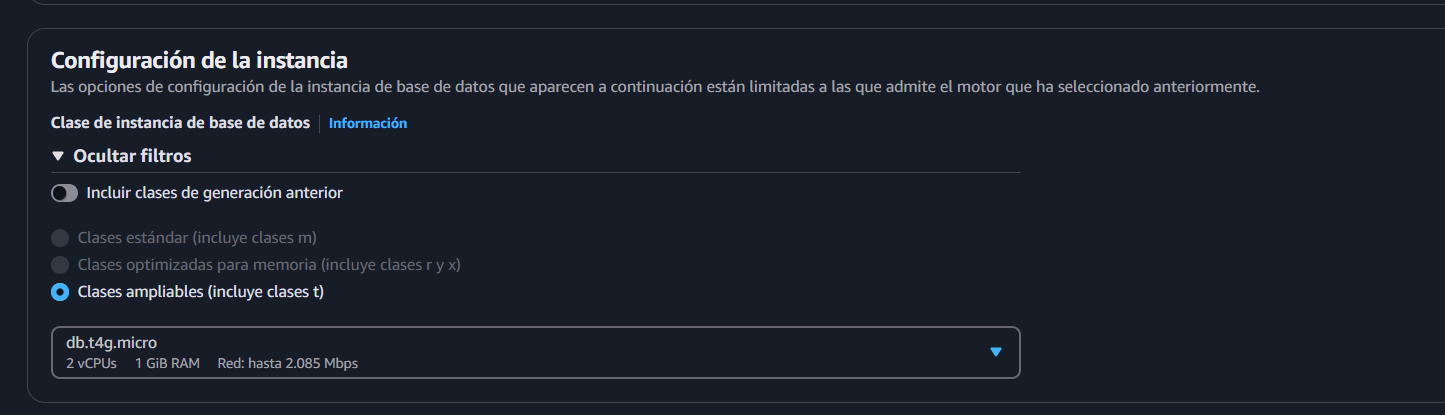 Configuración de la instancia
Las opciones de configuración de la instancia de base de datos que aparecen a continuación están limitadas a las que admite el motor que ha seleccionado anteriormente.
Clase de instancia de base de datos | Información
Ocultar filtros
Incluir clases de generación anterior
Clases estándar (incluye clases m)
Clases optimizadas para memoria (incluye clases r y x)
Clases ampliables (incluye clases t)
db.t4g.micro
2 vCPUs 1 GiB RAM Red: hasta 2.085 Mbps